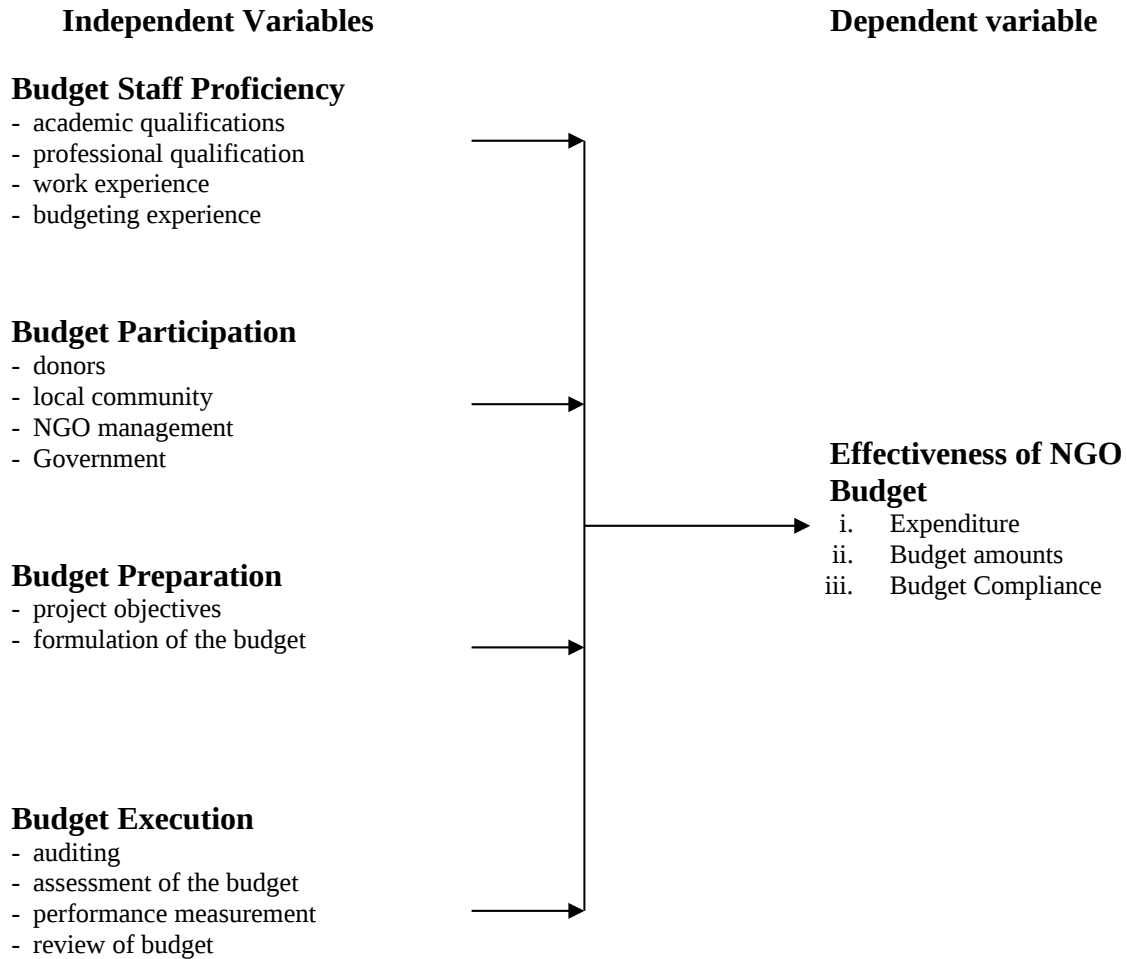 Independent Variables
Dependent variable
Budget Staff Proficiency
- academic qualifications
- professional qualification
- work experience
- budgeting experience
Budget Participation
- donors
- local community
- NGO management
- Government
Budget Preparation
- project objectives
- formulation of the budget
Budget Execution
- auditing
- assessment of the budget
- performance measurement
- review of budget
Effectiveness of NGO
Budget
i. Expenditure
ii. Budget amounts
iii. Budget Compliance